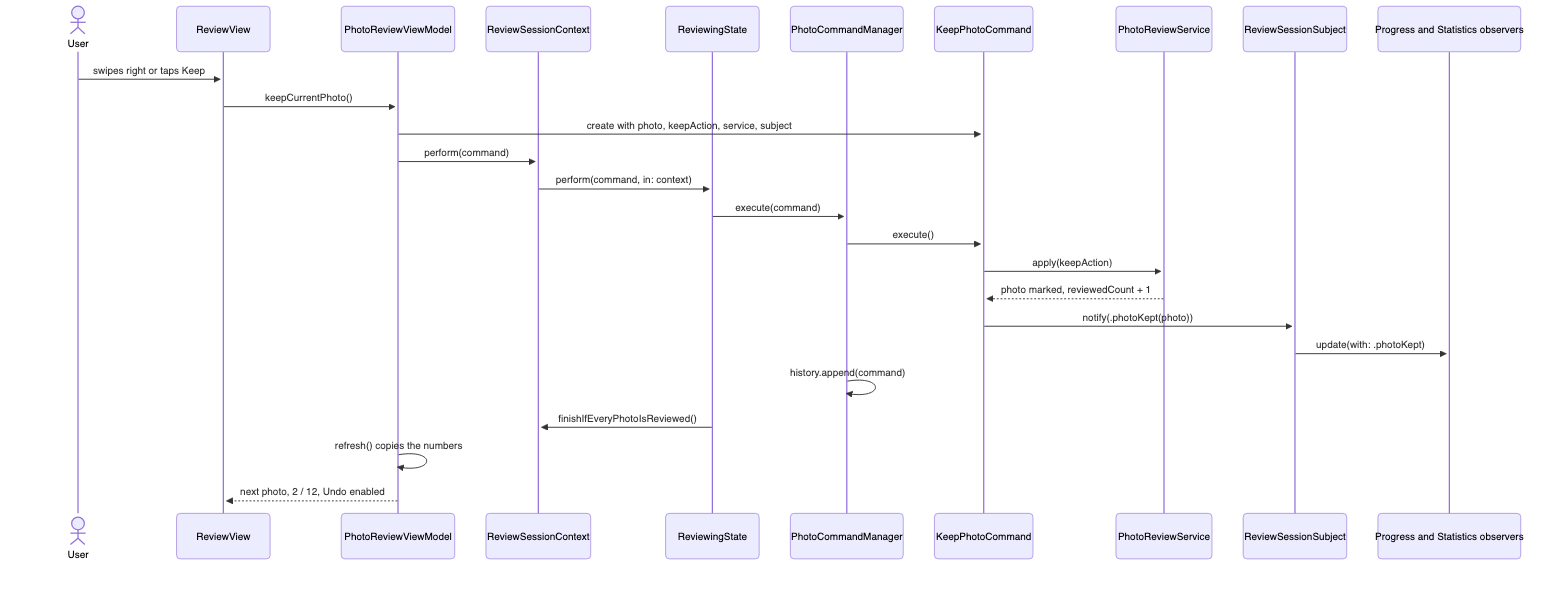 User
ReviewView
PhotoReviewViewModel
ReviewSessionContext
ReviewingState
PhotoCommandManager
KeepPhotoCommand
PhotoReviewService
ReviewSessionSubject
Progress and Statistics observers
swipes right or taps Keep
keepCurrentPhoto()
create with photo, keepAction, service, subject
perform(command)
perform(command, in: context)
execute(command)
execute()
apply(keepAction)
photo marked, reviewedCount + 1
notify(.photoKept(photo))
update(with: .photoKept)
history.append(command)
finishIfEveryPhotoIsReviewed()
refresh() copies the numbers
next photo, 2 / 12, Undo enabled
User
ReviewView
PhotoReviewViewModel
ReviewSessionContext
ReviewingState
PhotoCommandManager
KeepPhotoCommand
PhotoReviewService
ReviewSessionSubject
Progress and Statistics observers